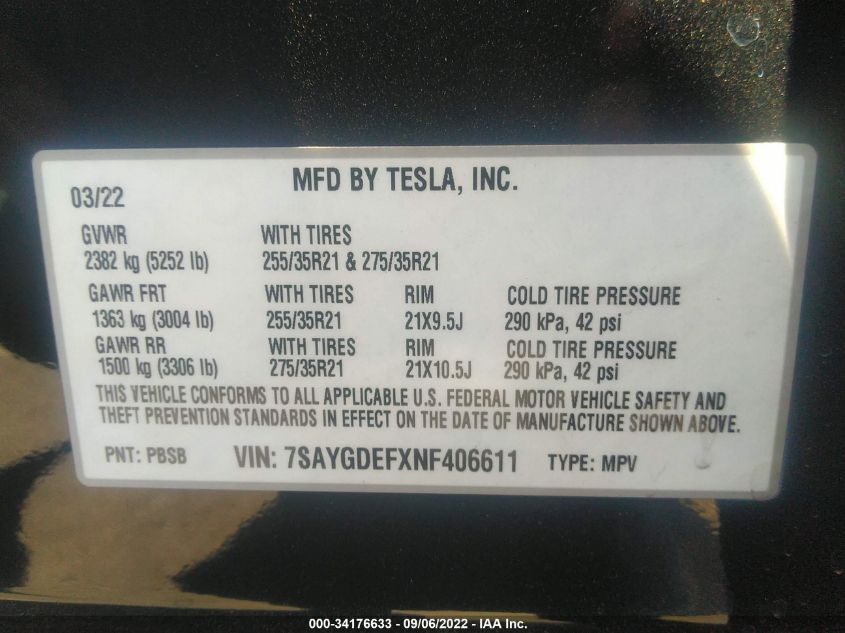 MFD BY TESLA, INC.
03/22
GVWR WITH TIRES
2382 kg (5252 lb) 255/35R21 & 275/35R21
GAWR FRT WITH TIRES RIM COLD TIRE PRESSURE
1363 kg (3004 lb) 255/35R21 21X9.5J 290 kPa, 42 psi
GAWR RR WITH TIRES RIM COLD TIRE PRESSURE
1500 kg (3306 lb) 275/35R21 21X10.5J 290 kPa, 42 psi
THIS VEHICLE CONFORMS TO ALL APPLICABLE U.S. FEDERAL MOTOR VEHICLE SAFETY AND
THEFT PREVENTION STANDARDS IN EFFECT ON THE DATE OF MANUFACTURE SHOWN ABOVE.
PNT: PBSB VIN: 7SAYGDEFXNF406611 TYPE: MPV
000-34176633 - 09/06/2022 - IAA Inc.